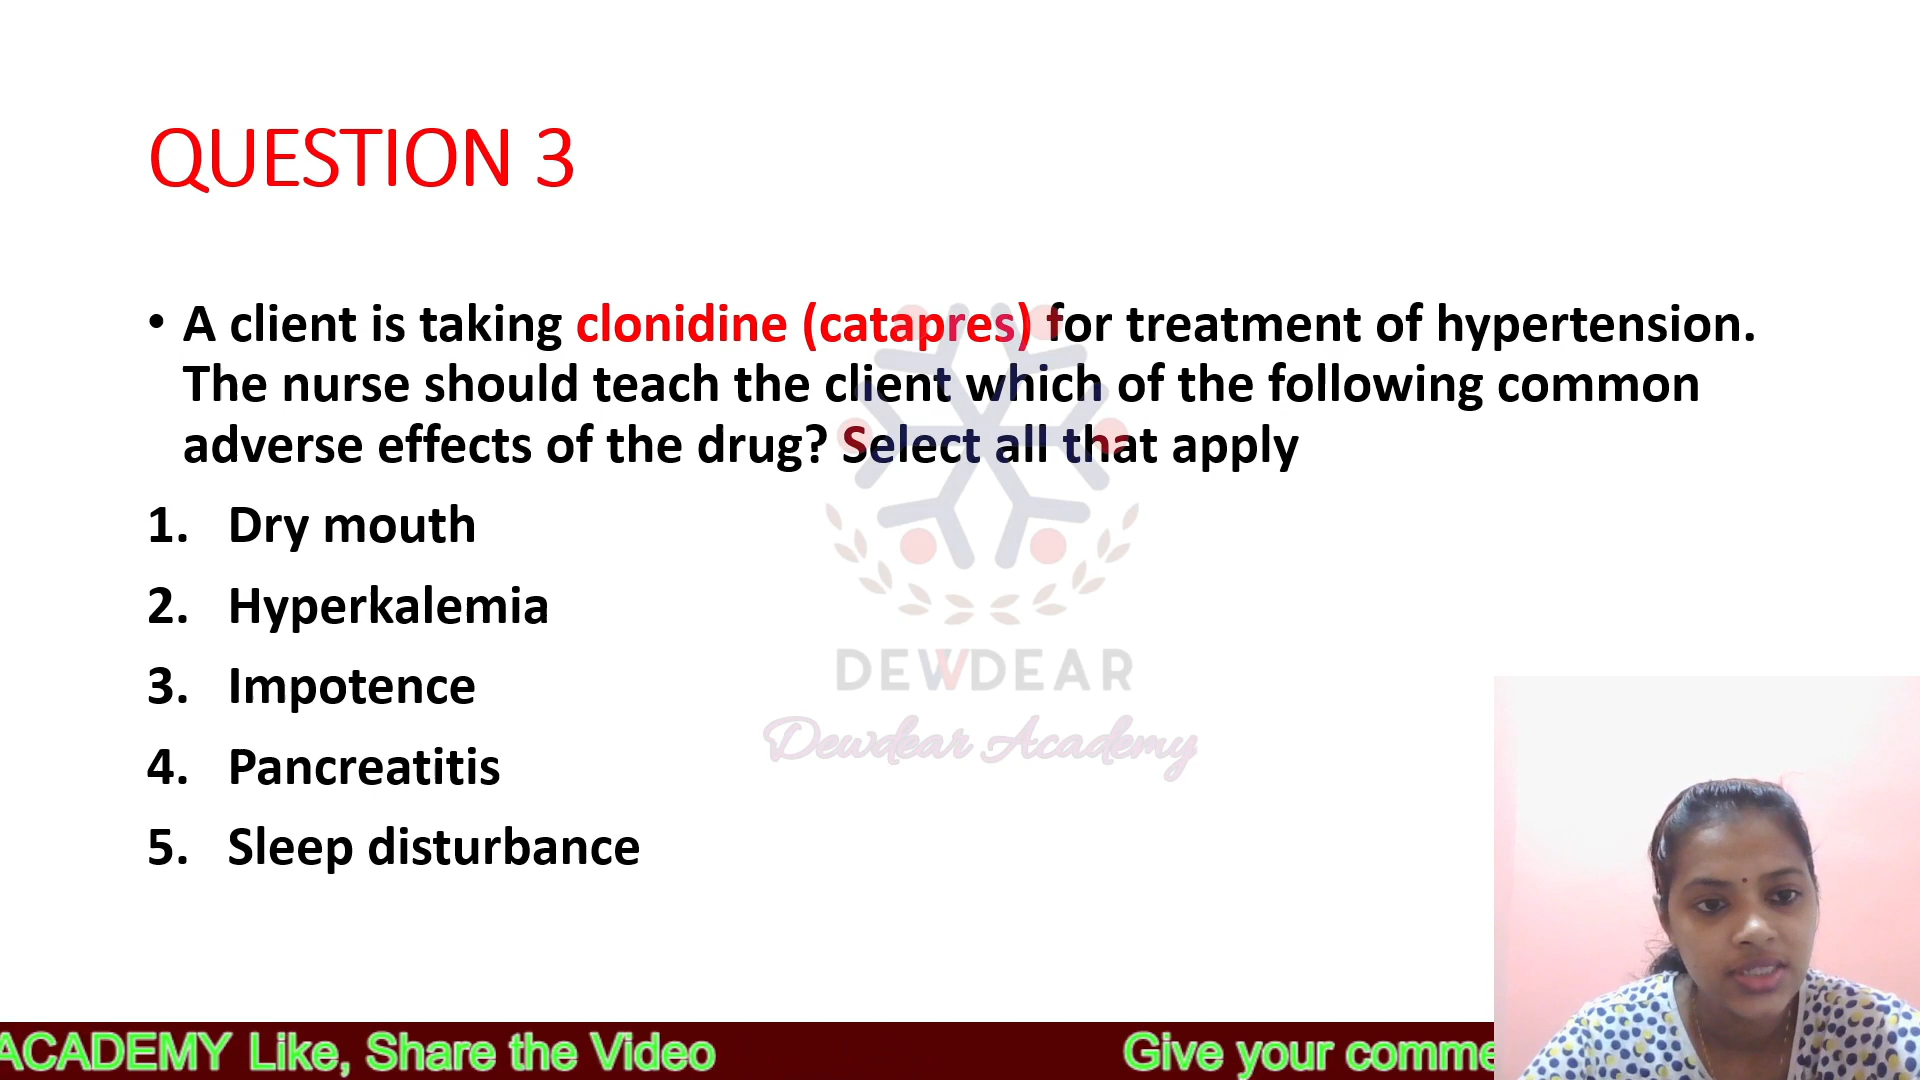 QUESTION 3
• A client is taking clonidine (catapres) for treatment of hypertension.
The nurse should teach the client which of the following common
adverse effects of the drug? Select all that apply
1. Dry mouth
2. Hyperkalemia
3. Impotence
4. Pancreatitis
5. Sleep disturbance
DEWDEAR
Dewdear Academy
ACADEMY Like, Share the Video Give your comme